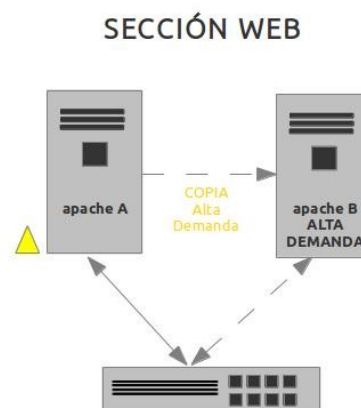 SECCIÓN WEB
apache A
COPIA
Alta
Demanda
apache B
ALTA
DEMANDA